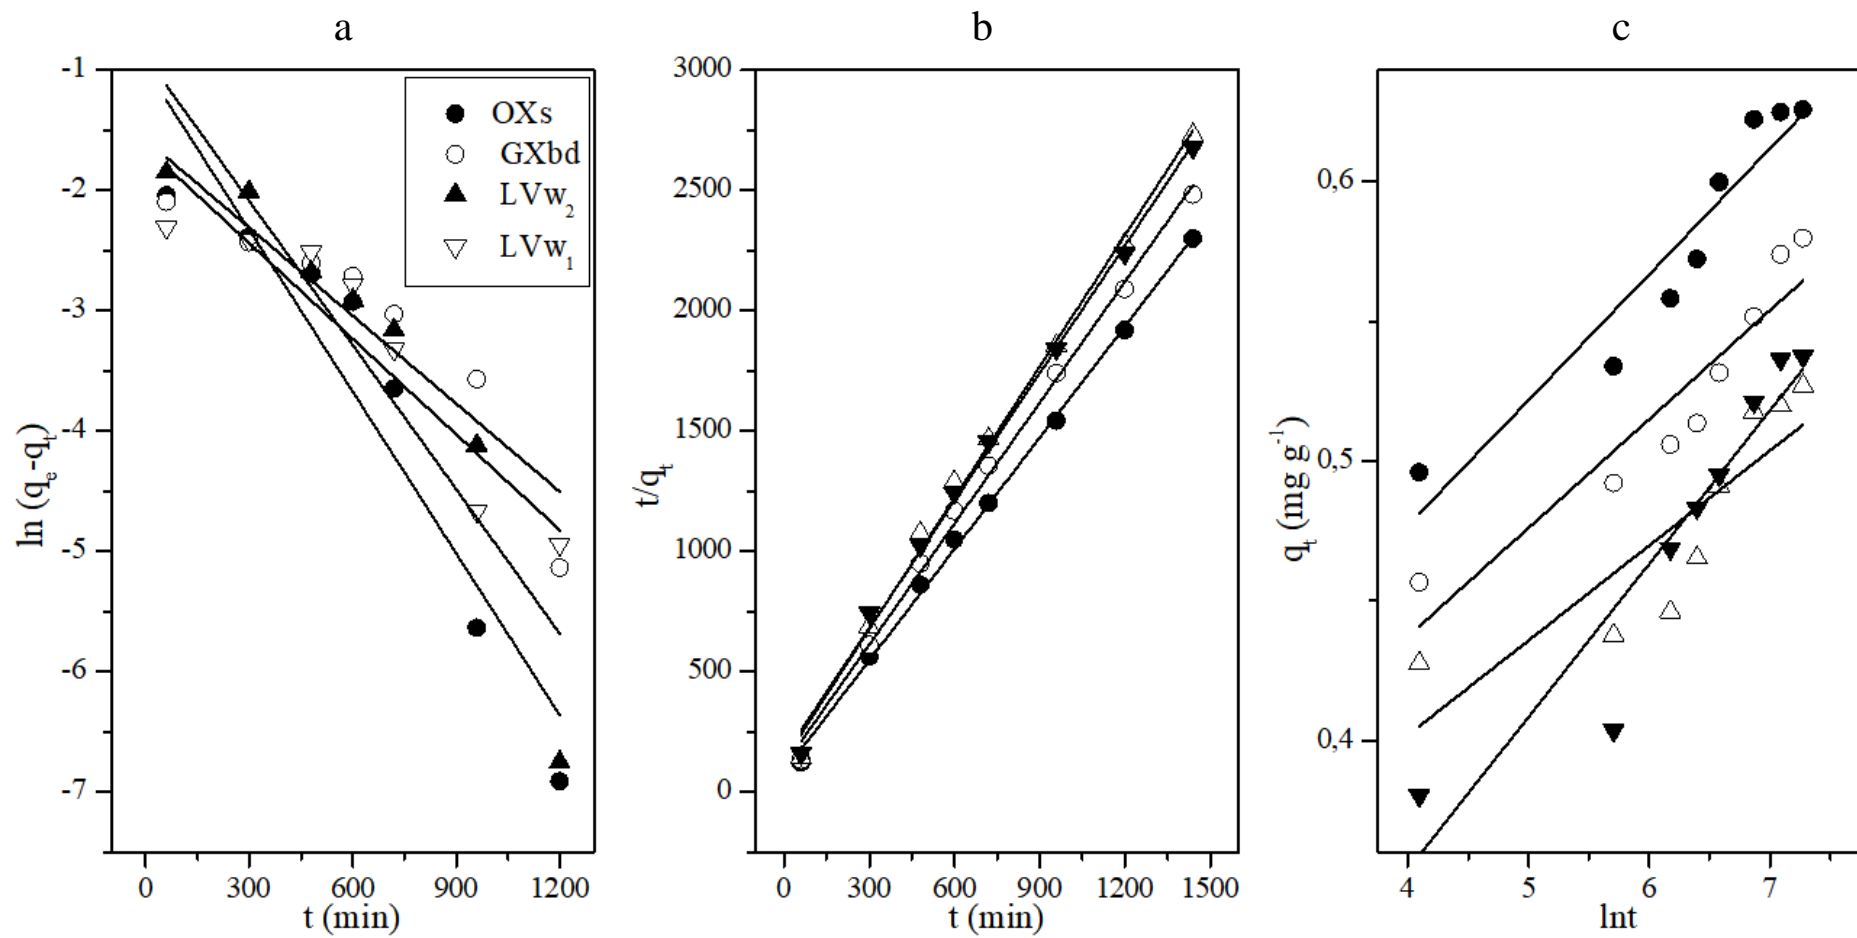 a
b
c
-1
-2
-3
-4
-5
-6
-7
ln (qₑ -qₜ)
OXs
GXbd
LVw₂
LVw₁
0 300 600 900 1200
t (min)
3000
2500
2000
1500
1000
500
0
t/qₜ
0 300 600 900 1200 1500
t (min)
0,6
0,5
0,4
qₜ (mg g⁻¹)
4 5 6 7
lnt